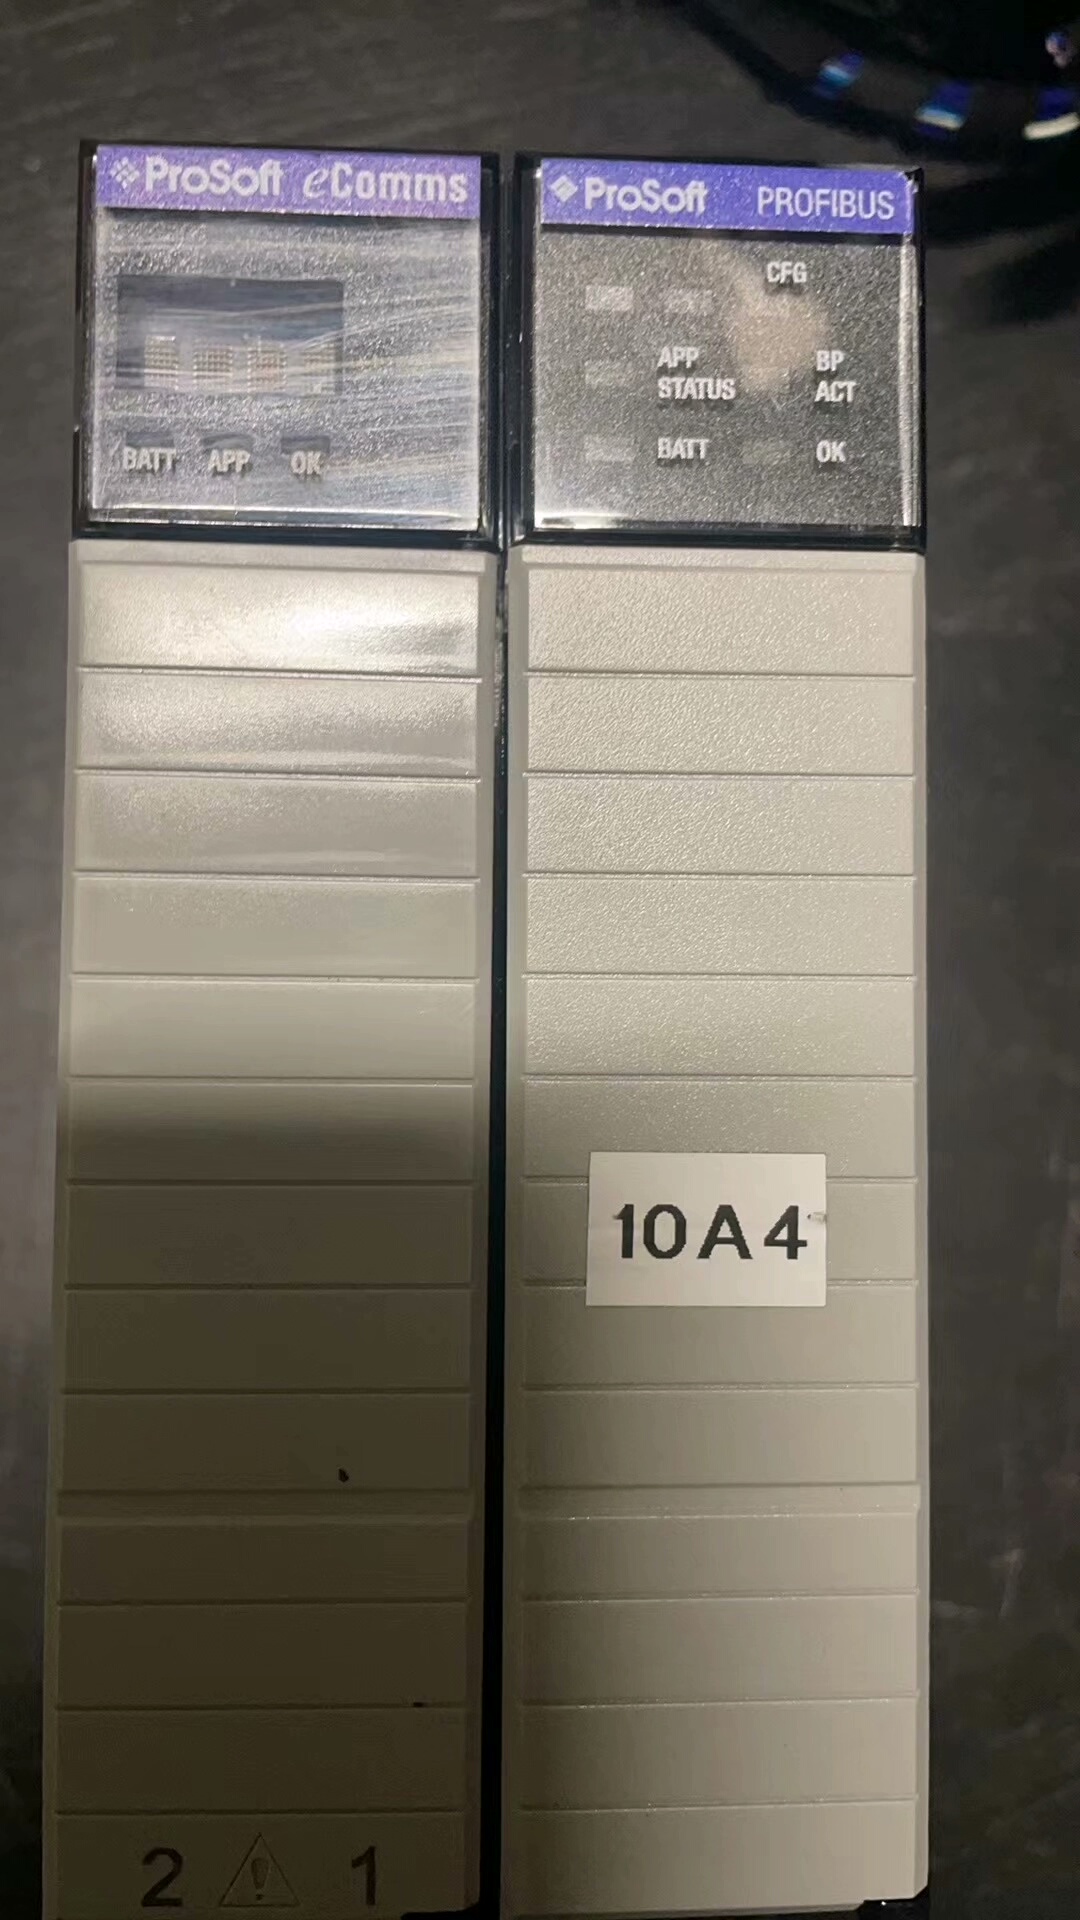 ProSoft eComms
BATT APP OK
2 1
ProSoft PROFIBUS
CFG
APP STATUS
BP ACT
BATT
OK
10A4